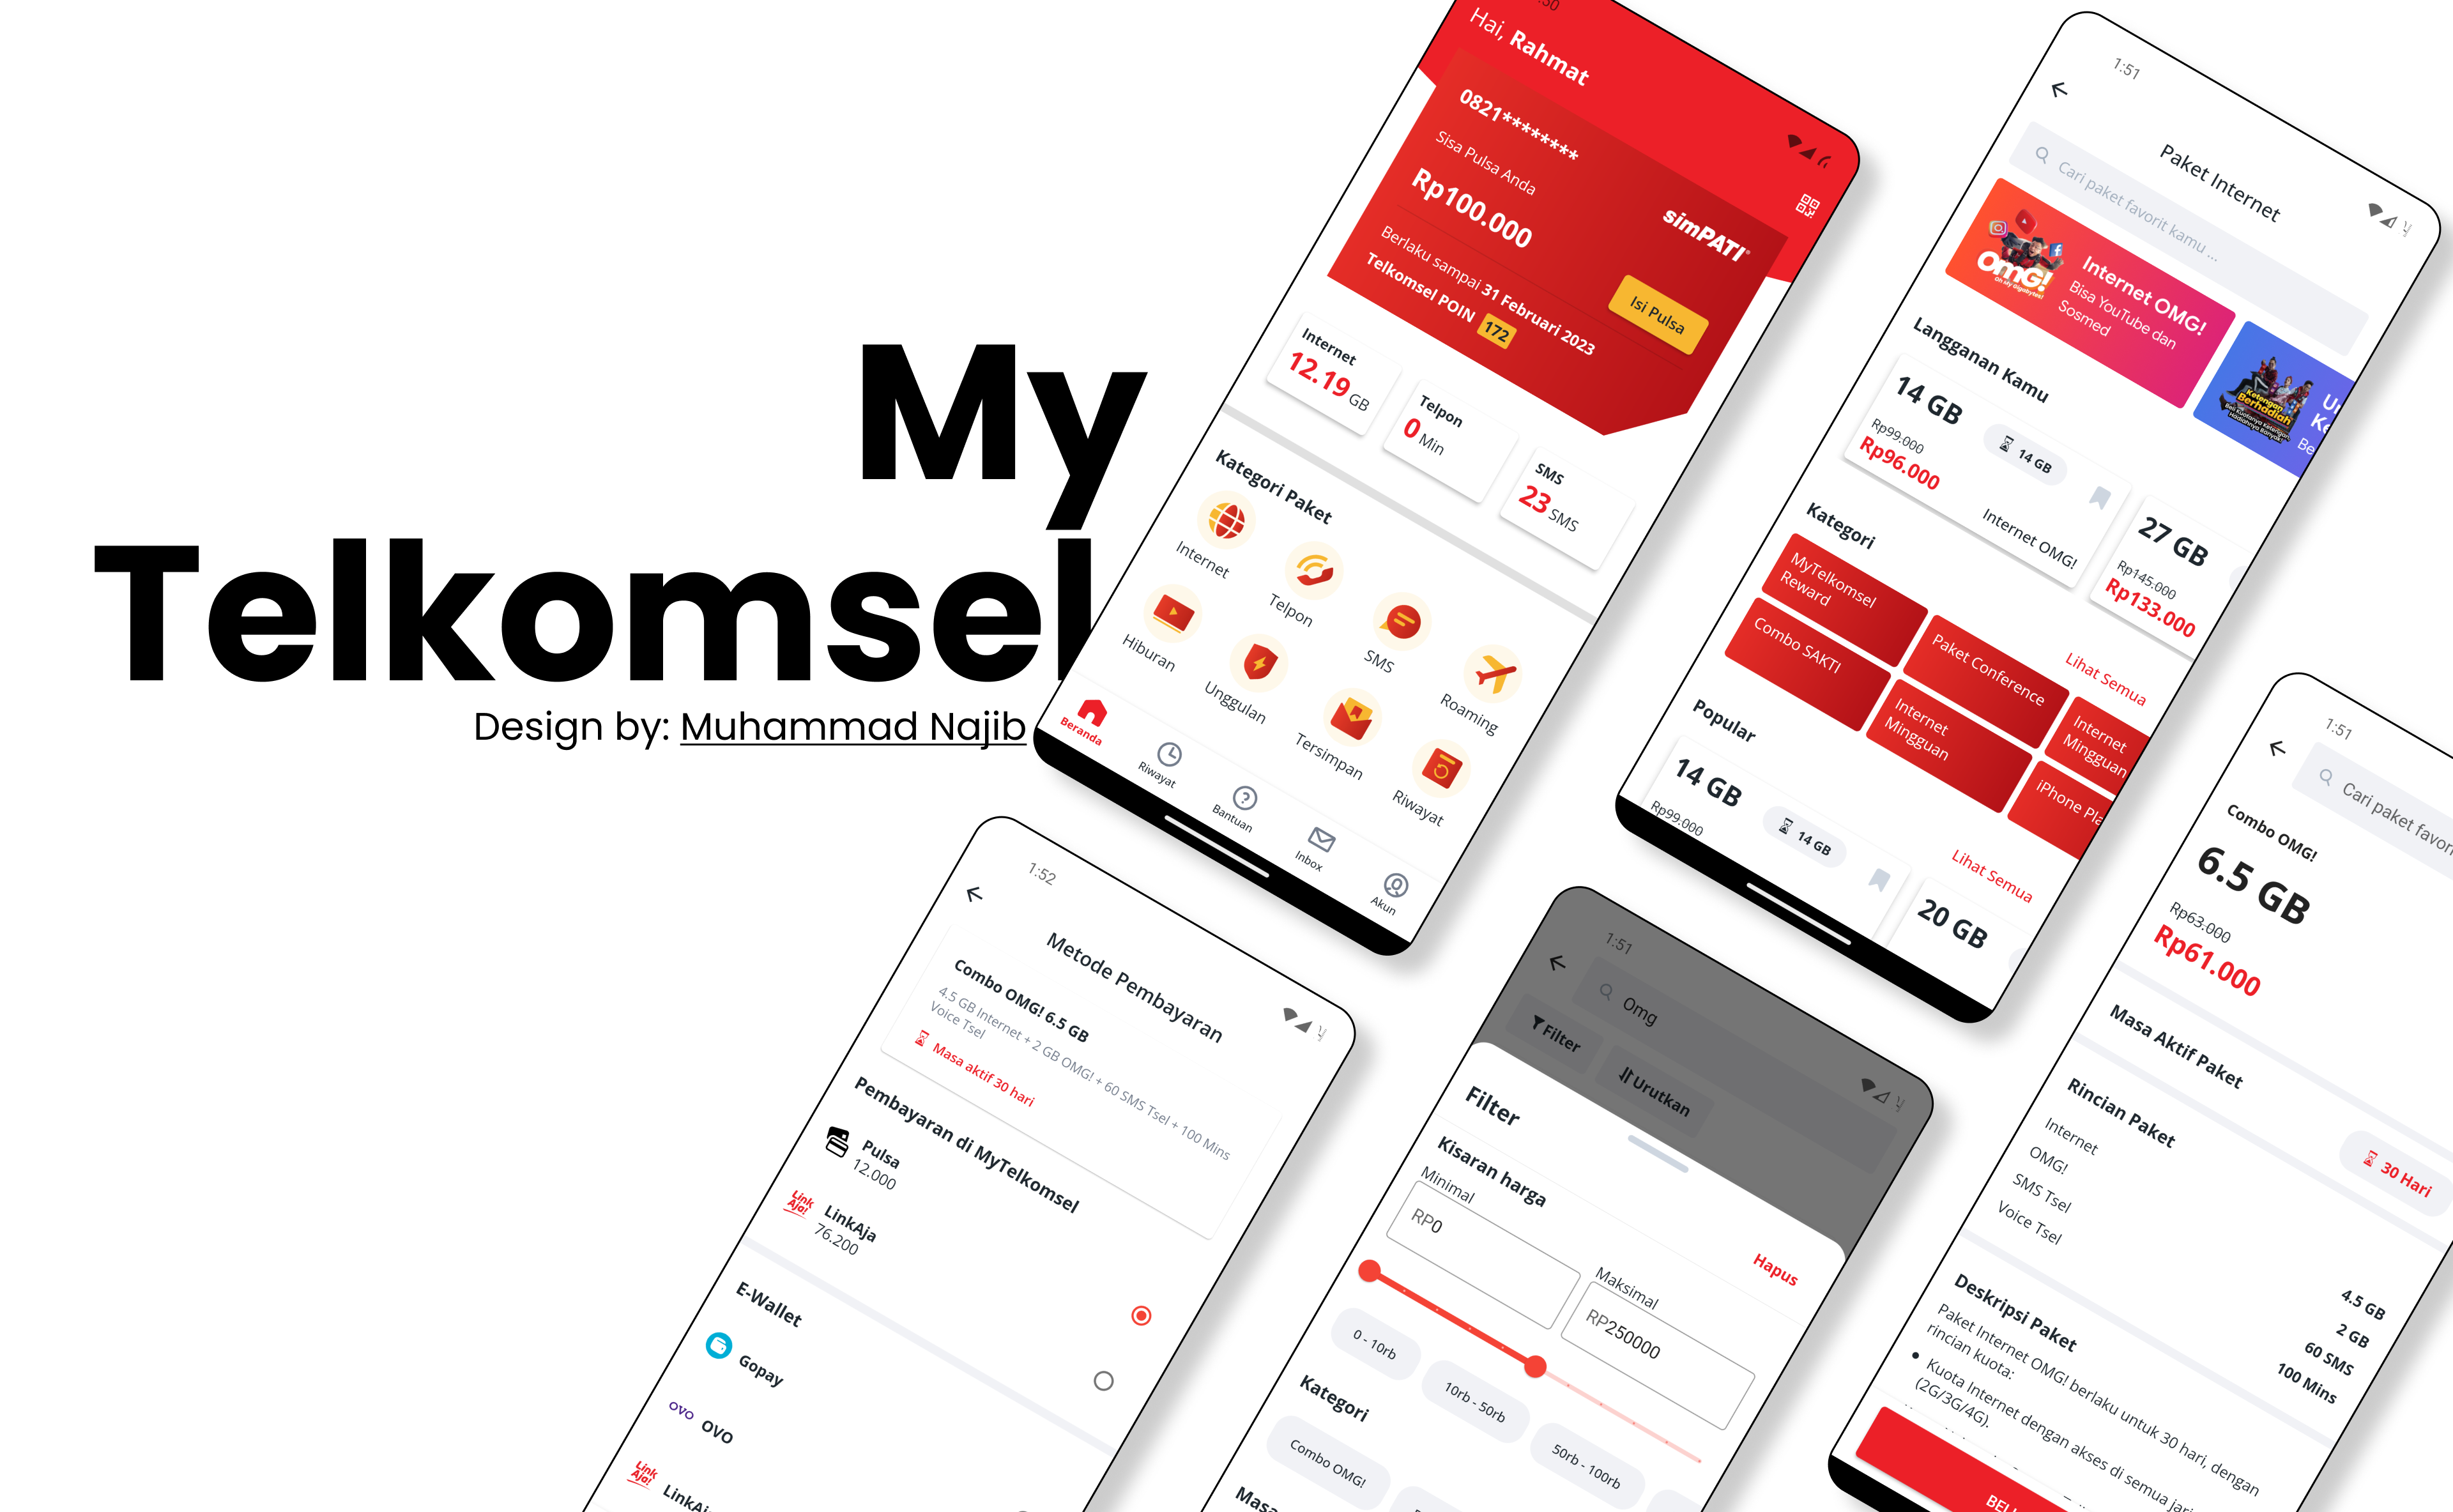 My
Telkomsel
Design by: Muhammad Najib
Hai, Rahmat
0821********
Sisa Pulsa Anda
Rp100.000
simPATI
Berlaku sampai 31 Februari 2023
Telkomsel POIN 172
Isi Pulsa
Internet
12.19 GB
Telpon
0 Min
SMS
23 SMS
Kategori Paket
Internet
Telpon
SMS
Roaming
Hiburan
Unggulan
Tersimpan
Riwayat
Beranda
Riwayat
Bantuan
Inbox
Akun
1:51
Paket Internet
Cari paket favorit kamu ...
OMG!
Internet OMG!
Bisa YouTube dan
Sosmed
Ketengan
Berhadiah
Langganan Kamu
14 GB
14 GB
Rp99.000
Rp96.000
Internet OMG!
27 GB
Rp145.000
Rp133.000
Kategori
Lihat Semua
MyTelkomsel
Reward
Paket Conference
Internet
Mingguan
Combo SAKTI
Internet
Mingguan
iPhone
Popular
Lihat Semua
14 GB
14 GB
Rp99.000
20 GB
1:52
Metode Pembayaran
Combo OMG! 6.5 GB
4.5 GB Internet + 2 GB OMG! + 60 SMS Tsel + 100 Mins
Voice Tsel
Masa aktif 30 hari
Pembayaran di MyTelkomsel
Pulsa
12.000
Link
Aja!
LinkAja
76.200
E-Wallet
Gopay
OVO
OVO
Link
Aja!
1:51
Omg
Filter
Urutkan
Filter
Hapus
Kisaran harga
Minimal
RP0
Maksimal
RP250000
0 - 10rb
10rb - 50rb
50rb - 100rb
Kategori
Combo OMG!
1:51
Cari paket
Combo OMG!
6.5 GB
Rp63.000
Rp61.000
Masa Aktif Paket
30 Hari
Rincian Paket
Internet
4.5 GB
OMG!
2 GB
SMS Tsel
60 SMS
Voice Tsel
100 Mins
Deskripsi Paket
Paket Internet OMG! berlaku untuk 30 hari, dengan
rincian kuota:
• Kuota Internet dengan akses di semua
(2G/3G/4G).